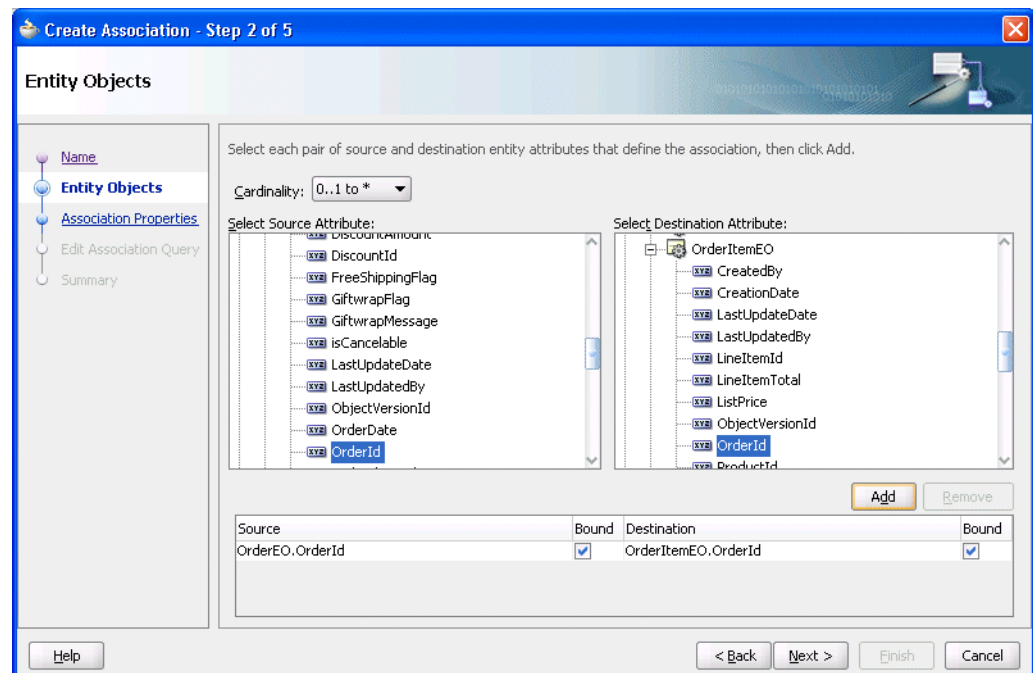 Create Association - Step 2 of 5
Entity Objects
Name
Entity Objects
Association Properties
Edit Association Query
Summary
Select each pair of source and destination entity attributes that define the association, then click Add.
Cardinality: 0..1 to *
Select Source Attribute:
DiscountAmount
DiscountId
FreeShippingFlag
GiftwrapFlag
GiftwrapMessage
isCancelable
LastUpdateDate
LastUpdatedBy
ObjectVersionId
OrderDate
OrderId
Select Destination Attribute:
OrderItemEO
CreatedBy
CreationDate
LastUpdateDate
LastUpdatedBy
LineItemId
LineItemTotal
ListPrice
ObjectVersionId
OrderId
ProductId
Add Remove
Source Bound Destination Bound
OrderEO.OrderId OrderItemEO.OrderId
Help < Back Next > Finish Cancel